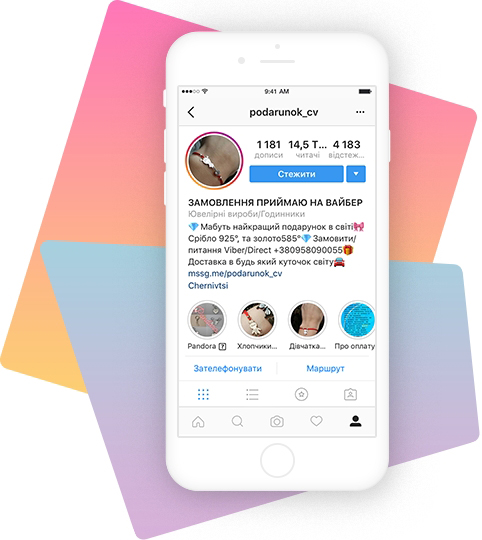 9:41 AM
podarunok_cv
1 181 14,5 Т... 4 183
дописи читачі відстеж...
Стежити
ЗАМОВЛЕННЯ ПРИЙМАЮ НА ВАЙБЕР
Ювелірні вироби/Годинники
💎 Мабуть найкращий подарунок в світі🎀
Срібло 925°, та золото585°💎Замовити/
питання Viber/Direct +380958090055🎁
Доставка в будь який куточок світу🚘
mssg.me/podarunok_cv
Chernivtsi
Pandora ? Хлопчики... Дівчатка... Про оплату
Зателефонувати Маршрут